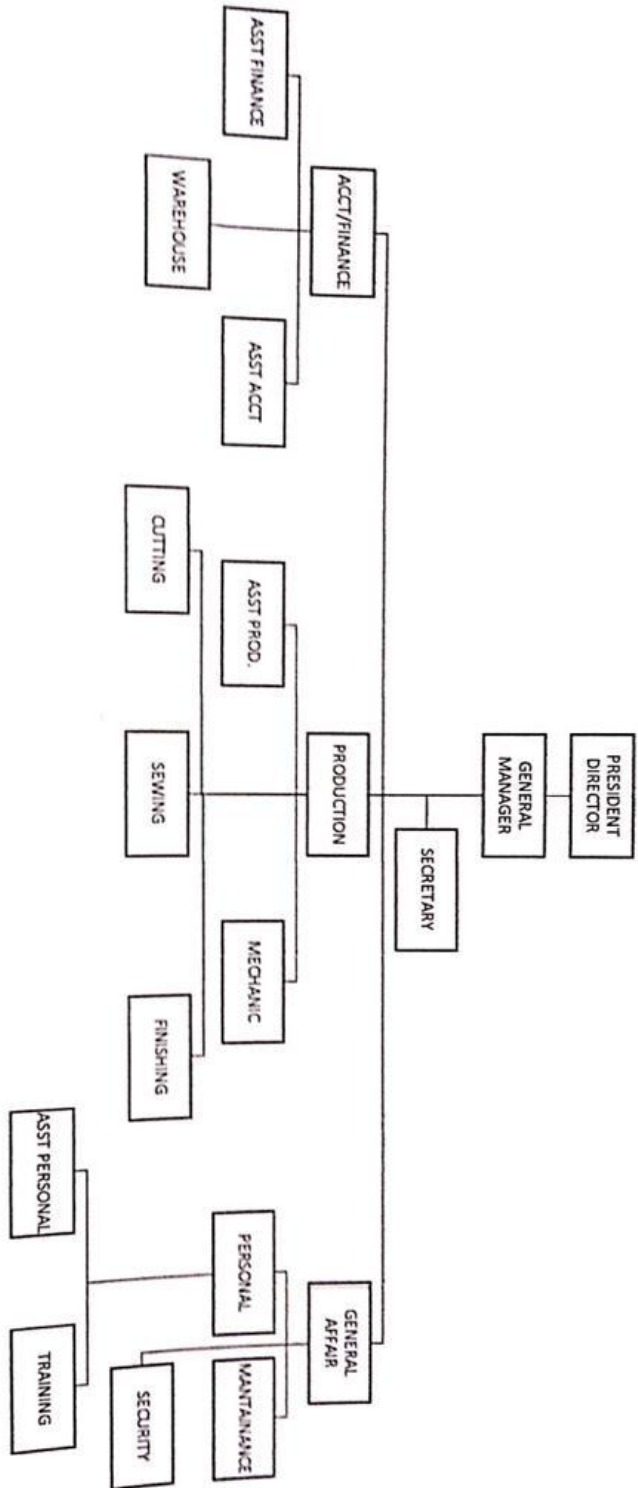 PRESIDENT
DIRECTOR
GENERAL
MANAGER
SECRETARY
ACCT/FINANCE
PRODUCTION
GENERAL
AFFAIR
ASST FINANCE
ASST ACCT
ASST PROD.
MECHANIC
PERSONAL
MANTAINANCE
WAREHOUSE
CUTTING
SEWING
FINISHING
SECURITY
ASST PERSONAL
TRAINING